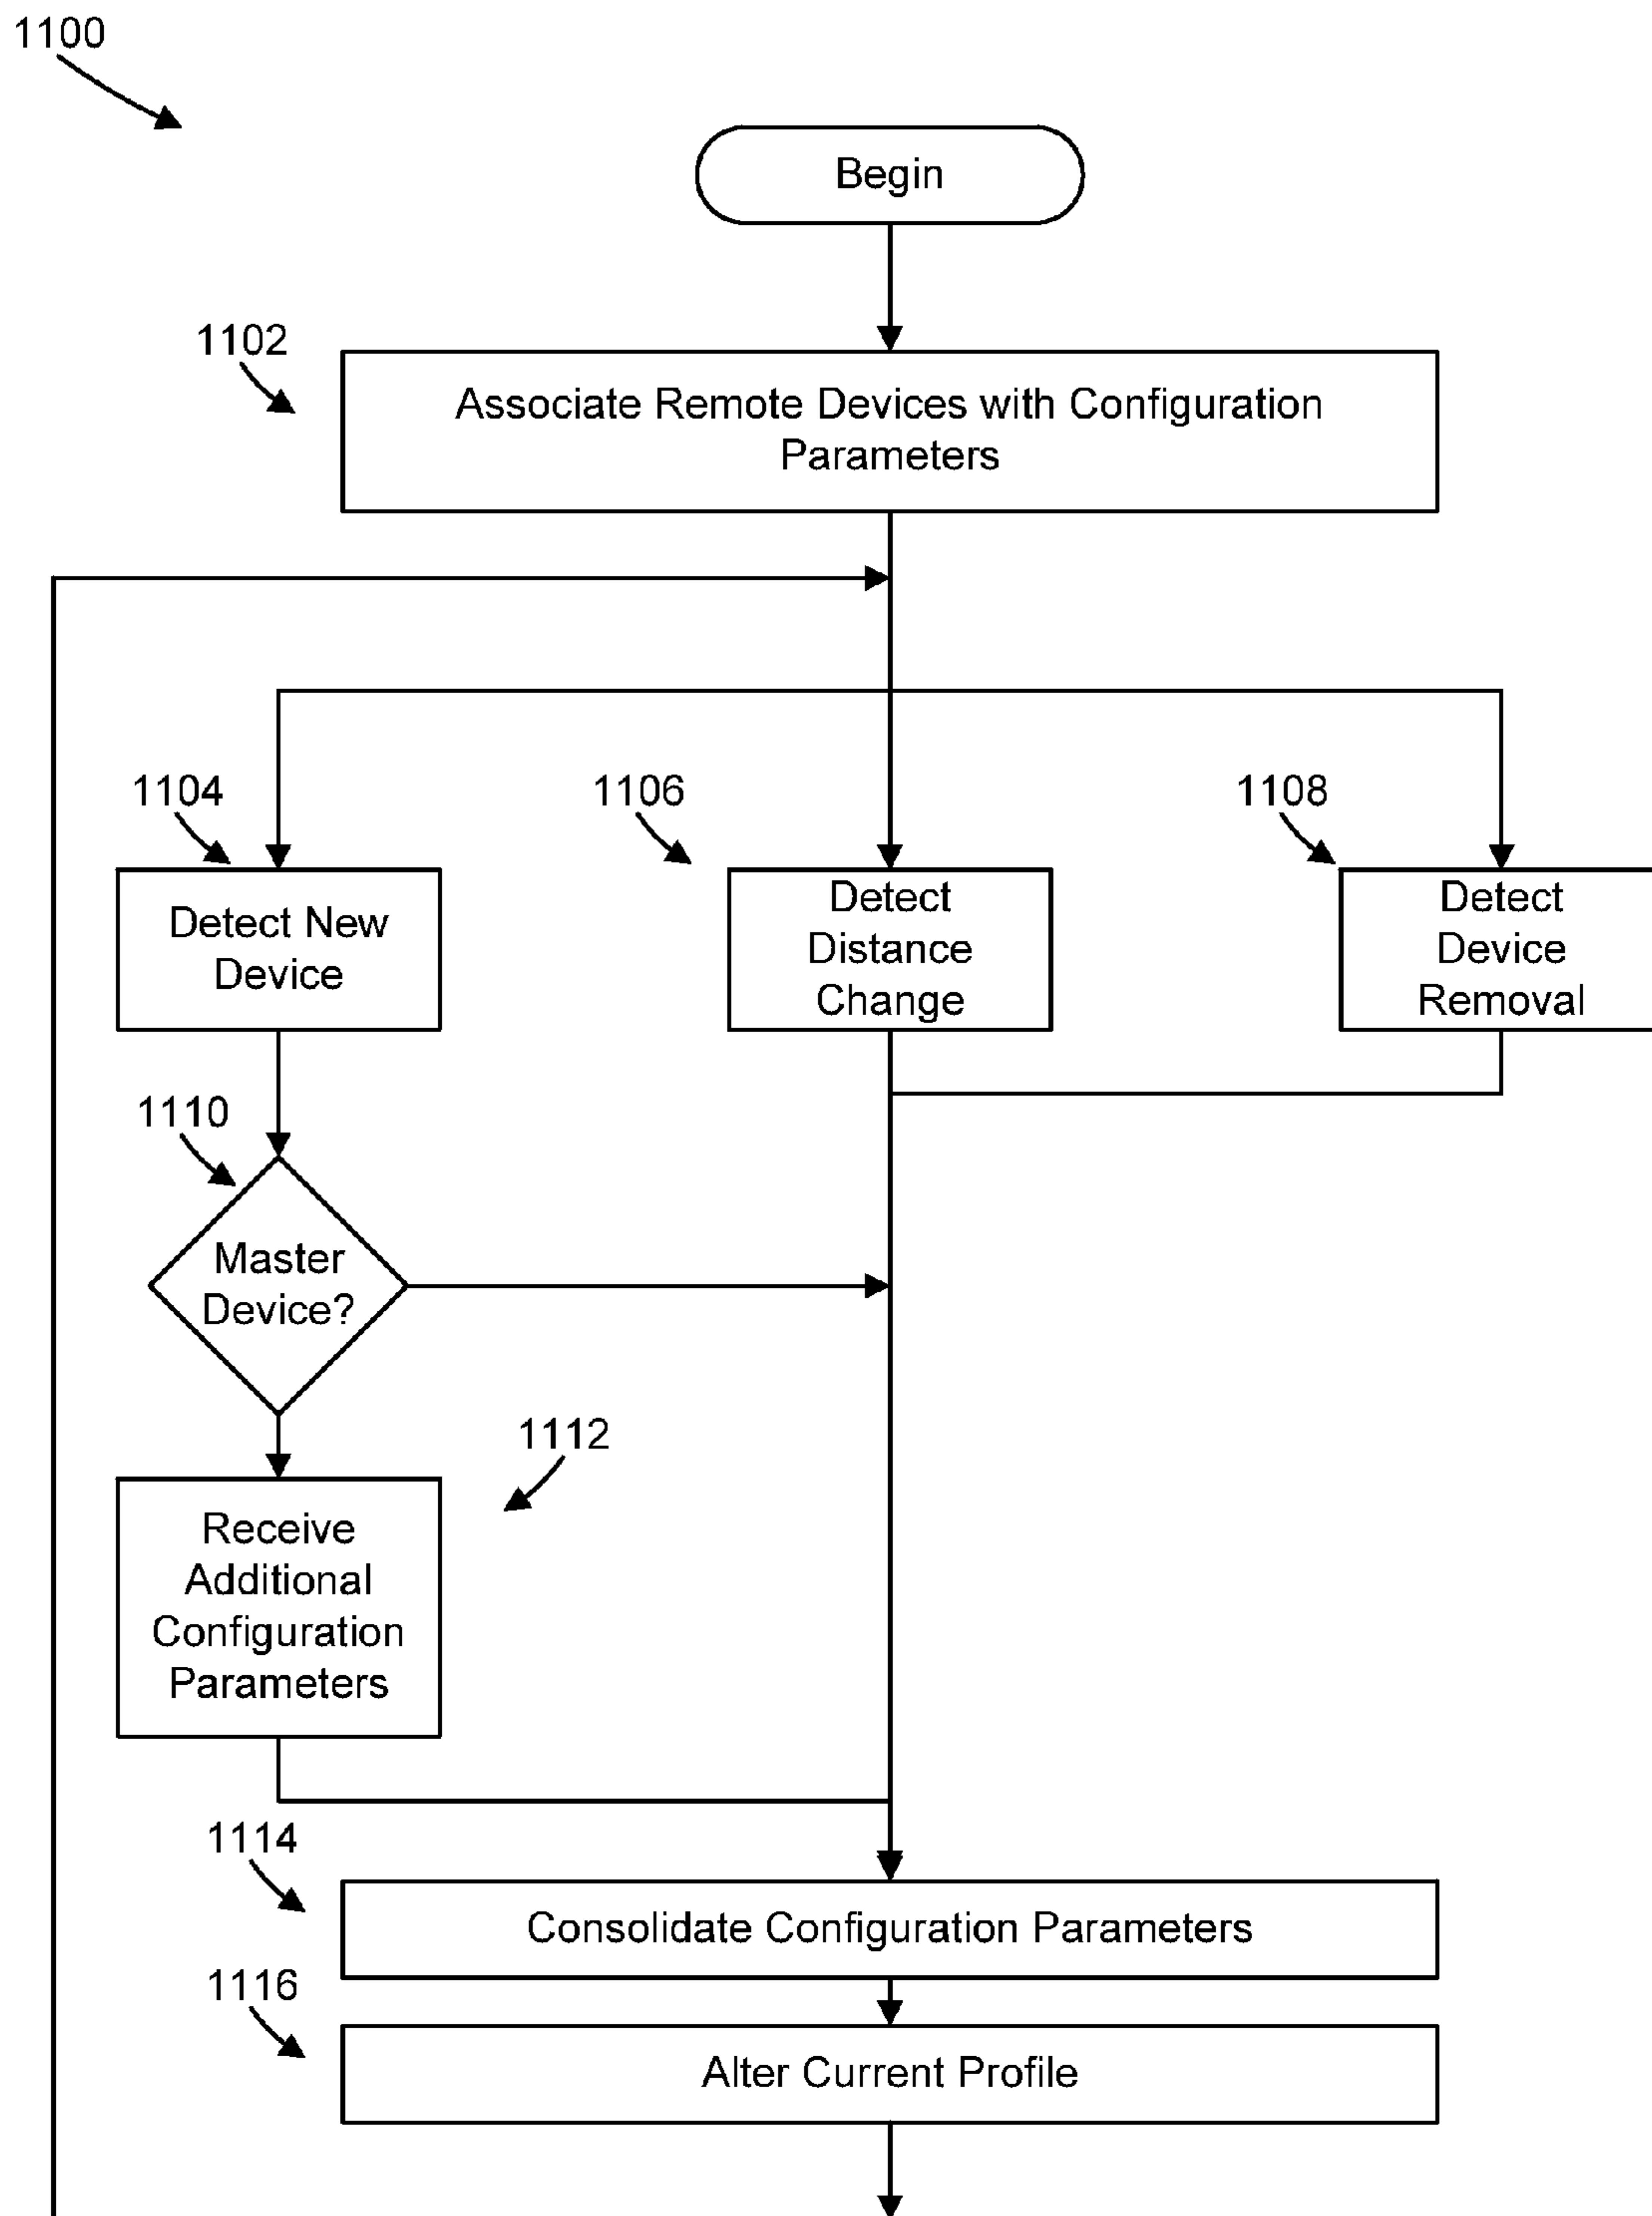 1100
Begin
1102
Associate Remote Devices with Configuration
Parameters
1104
1106
1108
Detect New
Device
Detect
Distance
Change
Detect
Device
Removal
1110
Master
Device?
1112
Receive
Additional
Configuration
Parameters
1114
Consolidate Configuration Parameters
1116
Alter Current Profile